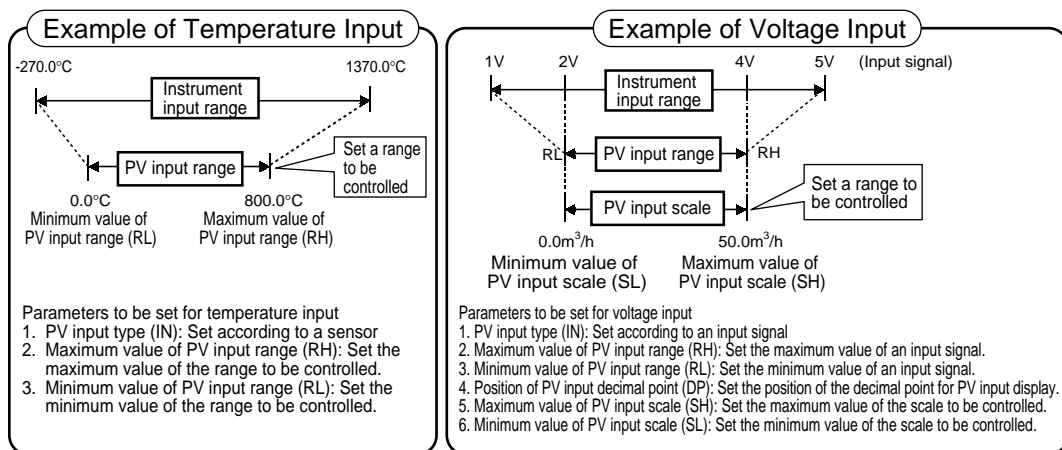 Example of Temperature Input
-270.0°C
1370.0°C
Instrument
input range
PV input range
Set a range
to be
controlled
0.0°C
800.0°C
Minimum value of
PV input range (RL)
Maximum value of
PV input range (RH)
Parameters to be set for temperature input
1. PV input type (IN): Set according to a sensor
2. Maximum value of PV input range (RH): Set the
maximum value of the range to be controlled.
3. Minimum value of PV input range (RL): Set the
minimum value of the range to be controlled.
Example of Voltage Input
1V
2V
4V
5V
(Input signal)
Instrument
input range
RL
PV input range
RH
PV input scale
Set a range to
be controlled
0.0m³/h
50.0m³/h
Minimum value of
PV input scale (SL)
Maximum value of
PV input scale (SH)
Parameters to be set for voltage input
1. PV input type (IN): Set according to an input signal
2. Maximum value of PV input range (RH): Set the maximum value of an input signal.
3. Minimum value of PV input range (RL): Set the minimum value of an input signal.
4. Position of PV input decimal point (DP): Set the position of the decimal point for PV input display.
5. Maximum value of PV input scale (SH): Set the maximum value of the scale to be controlled.
6. Minimum value of PV input scale (SL): Set the minimum value of the scale to be controlled.